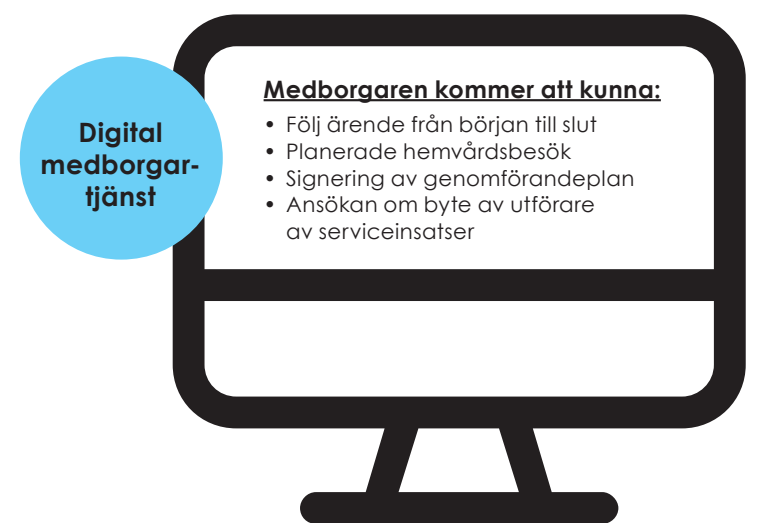 Digital
medborgar-
tjänst
Medborgaren kommer att kunna:
• Följ ärende från början till slut
• Planerade hemvårdsbesök
• Signering av genomförandeplan
• Ansökan om byte av utförare
av serviceinsatser